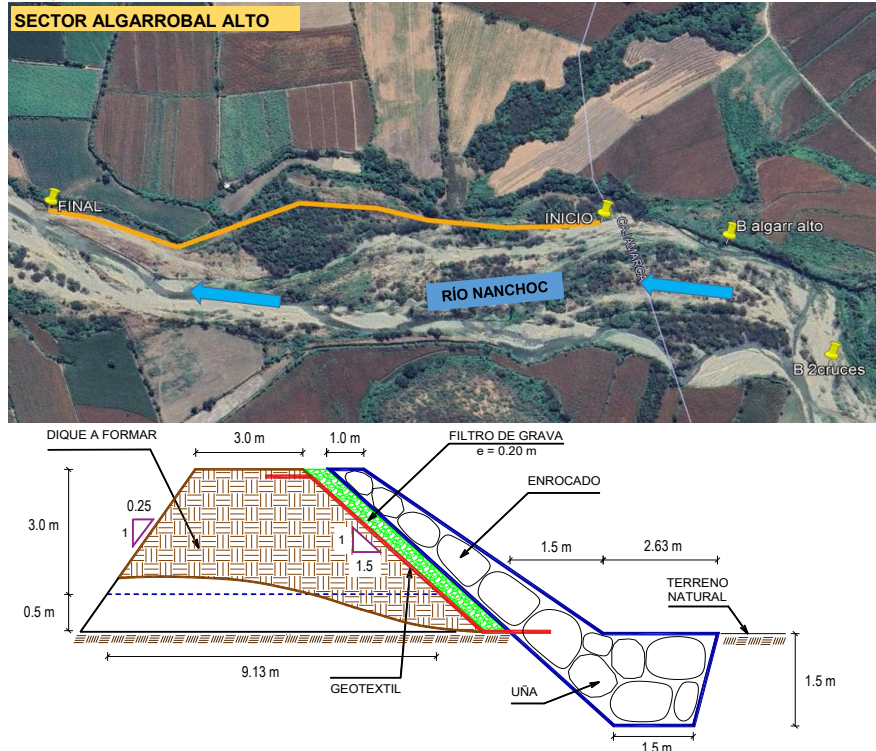 SECTOR ALGARROBAL ALTO
FINAL
INICIO
CAJAMARCA
B algarr alto
RÍO NANCHOC
B 2cruces
DIQUE A FORMAR
3.0 m
1.0 m
FILTRO DE GRAVA
e = 0.20 m
ENROCADO
0.25
1
3.0 m
1
1.5
1.5 m
2.63 m
TERRENO
NATURAL
0.5 m
9.13 m
GEOTEXTIL
UÑA
1.5 m
1.5 m